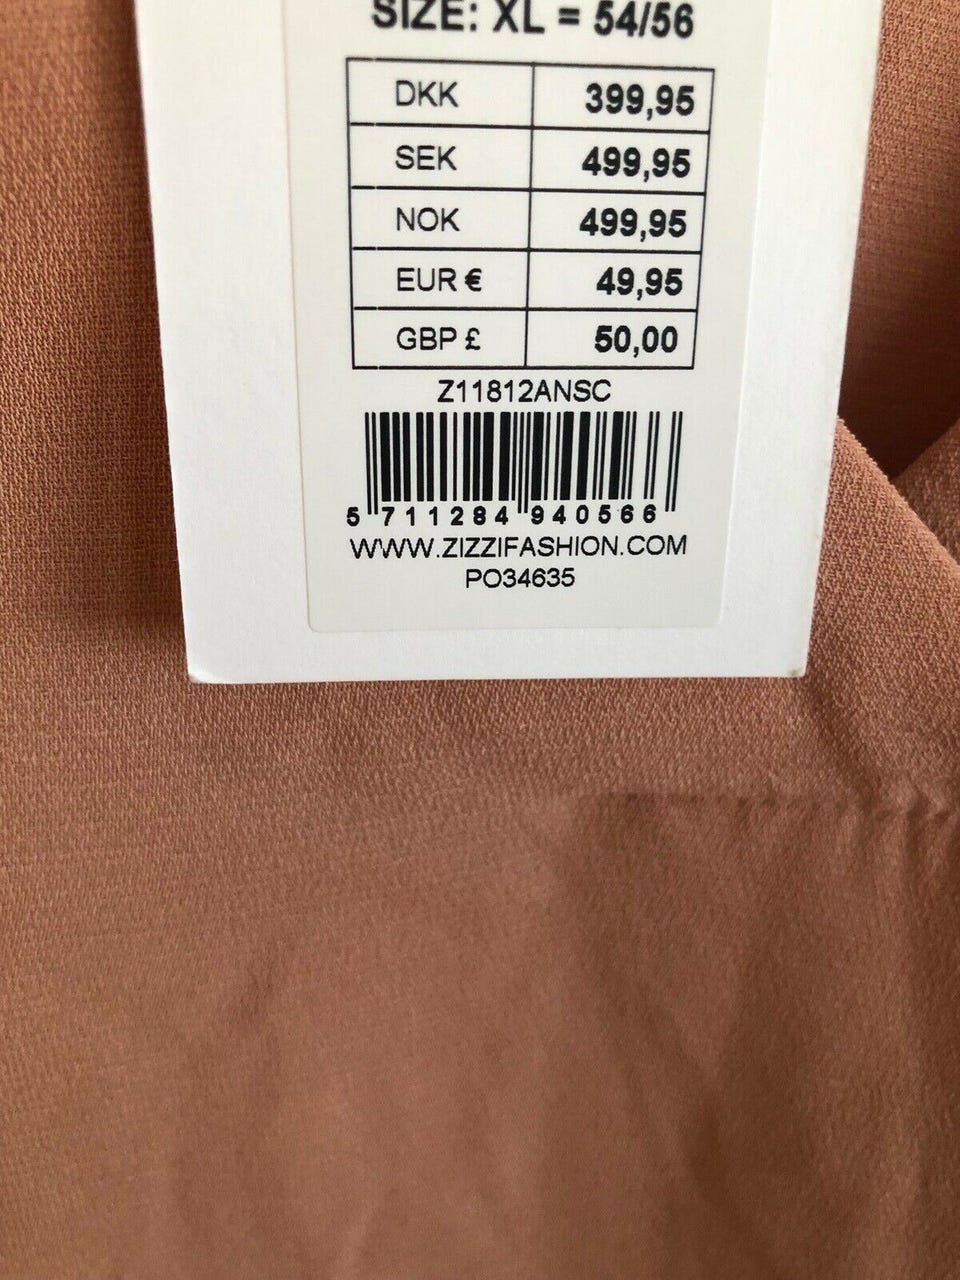 SIZE: XL = 54/56
DKK 399,95
SEK 499,95
NOK 499,95
EUR € 49,95
GBP £ 50,00
Z11812ANSC
5 711284 940566
WWW.ZIZZIFASHION.COM
PO34635